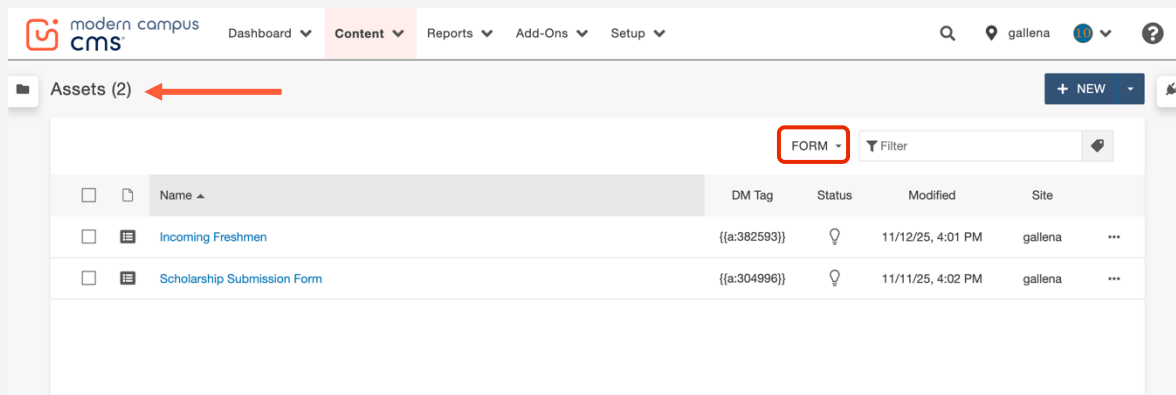 modern campus
cms
Dashboard Content Reports Add-Ons Setup gallena 10 ?
Assets (2) + NEW
FORM Filter
Name DM Tag Status Modified Site
Incoming Freshmen {{a:382593}} 11/12/25, 4:01 PM gallena ...
Scholarship Submission Form {{a:304996}} 11/11/25, 4:02 PM gallena ...